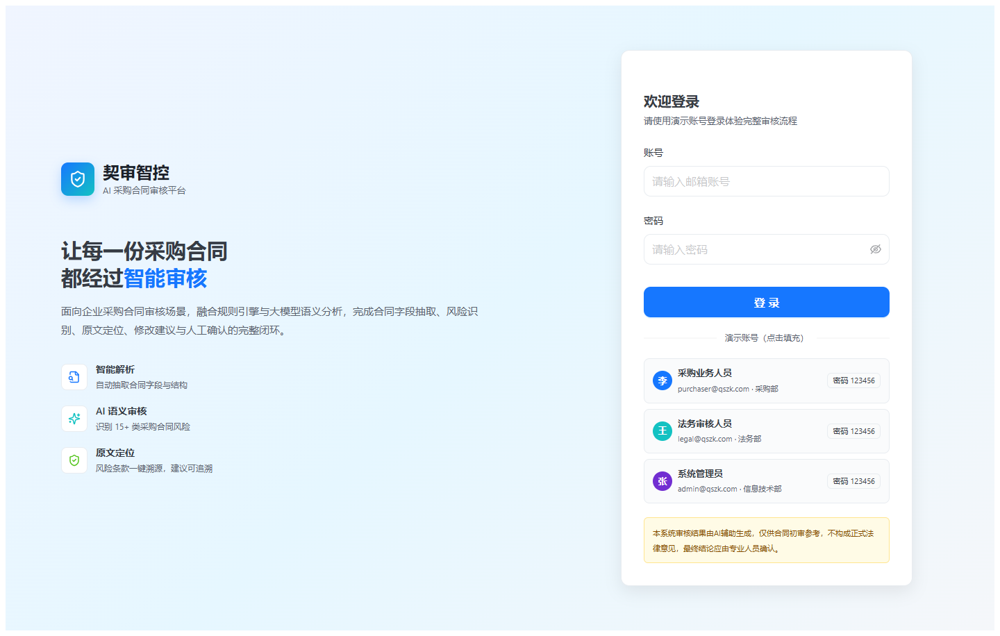 契审智控
AI 采购合同审核平台
让每一份采购合同
都经过智能审核
面向企业采购合同审核场景，融合规则引擎与大模型语义分析，完成合同字段抽取、风险识
别、原文定位、修改建议与人工确认的完整闭环。
智能解析
自动抽取合同字段与结构
AI 语义审核
识别 15+ 类采购合同风险
原文定位
风险条款一键溯源，建议可追溯
欢迎登录
请使用演示账号登录体验完整审核流程
账号
请输入邮箱账号
密码
请输入密码
登 录
演示账号（点击填充）
李
采购业务人员
purchaser@qszk.com · 采购部
密码 123456
王
法务审核人员
legal@qszk.com · 法务部
密码 123456
张
系统管理员
admin@qszk.com · 信息技术部
密码 123456
本系统审核结果由AI辅助生成，仅供合同初审参考，不构成正式法
律意见，最终结论应由专业人员确认。